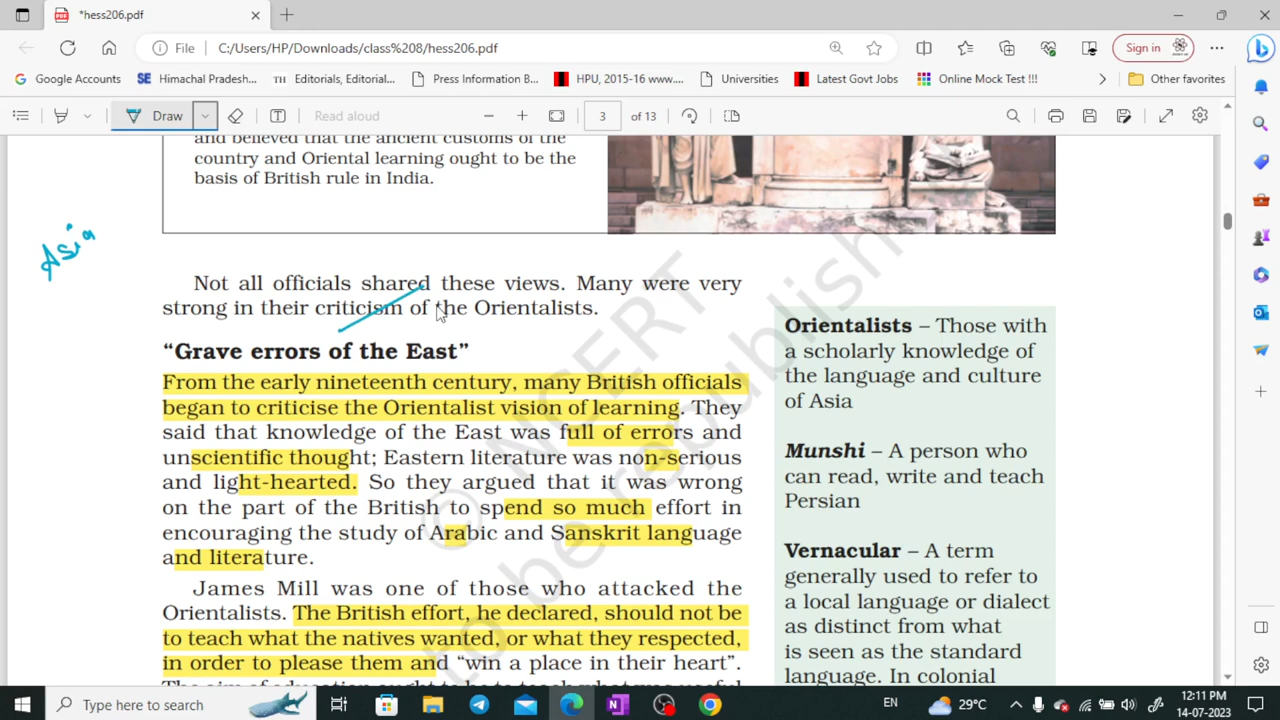 *hess206.pdf
File
C:/Users/HP/Downloads/class%208/hess206.pdf
Sign in
Google Accounts
SE Himachal Pradesh...
TH Editorials, Editorial...
Press Information B...
HPU, 2015-16 www....
Universities
Latest Govt Jobs
Online Mock Test !!!
Other favorites
Draw
Read aloud
3 of 13
and believed that the ancient customs of the
country and Oriental learning ought to be the
basis of British rule in India.
Asia
Not all officials shared these views. Many were very
strong in their criticism of the Orientalists.
“Grave errors of the East”
From the early nineteenth century, many British officials
began to criticise the Orientalist vision of learning. They
said that knowledge of the East was full of errors and
unscientific thought; Eastern literature was non-serious
and light-hearted. So they argued that it was wrong
on the part of the British to spend so much effort in
encouraging the study of Arabic and Sanskrit language
and literature.
James Mill was one of those who attacked the
Orientalists. The British effort, he declared, should not be
to teach what the natives wanted, or what they respected,
in order to please them and “win a place in their heart”.
Orientalists – Those with
a scholarly knowledge of
the language and culture
of Asia
Munshi – A person who
can read, write and teach
Persian
Vernacular – A term
generally used to refer to
a local language or dialect
as distinct from what
is seen as the standard
language. In colonial
© NCERT
to be republish
Type here to search
29°C
EN
12:11 PM
14-07-2023